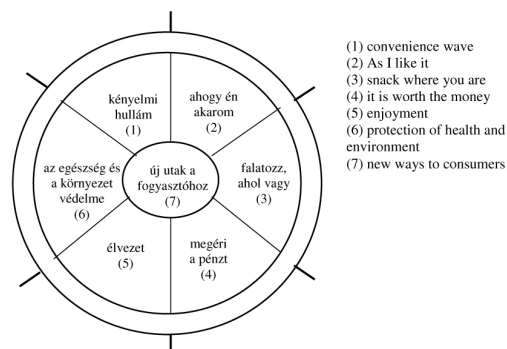 kényelmi
hullám
(1)
ahogy én
akarom
(2)
az egészség és
a környezet
védelme
(6)
új utak a
fogyasztóhoz
(7)
falatozz,
ahol vagy
(3)
élvezet
(5)
megéri
a pénzt
(4)
(1) convenience wave
(2) As I like it
(3) snack where you are
(4) it is worth the money
(5) enjoyment
(6) protection of health and
environment
(7) new ways to consumers